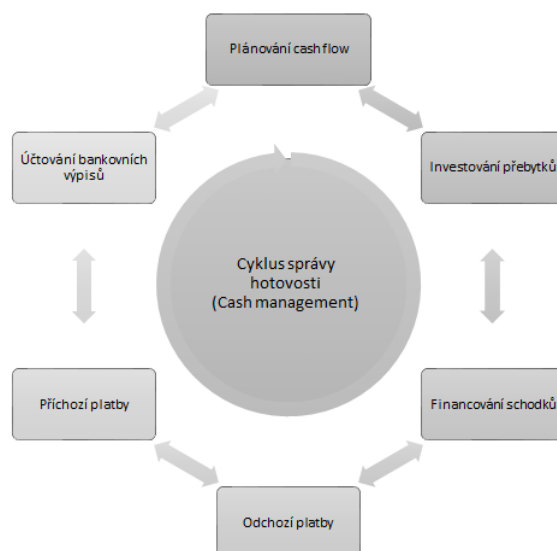 Plánování cash flow
Účtování bankovních
výpisů
Investování přebytků
Cyklus správy
hotovosti
(Cash management)
Příchozí platby
Financování schodků
Odchozí platby